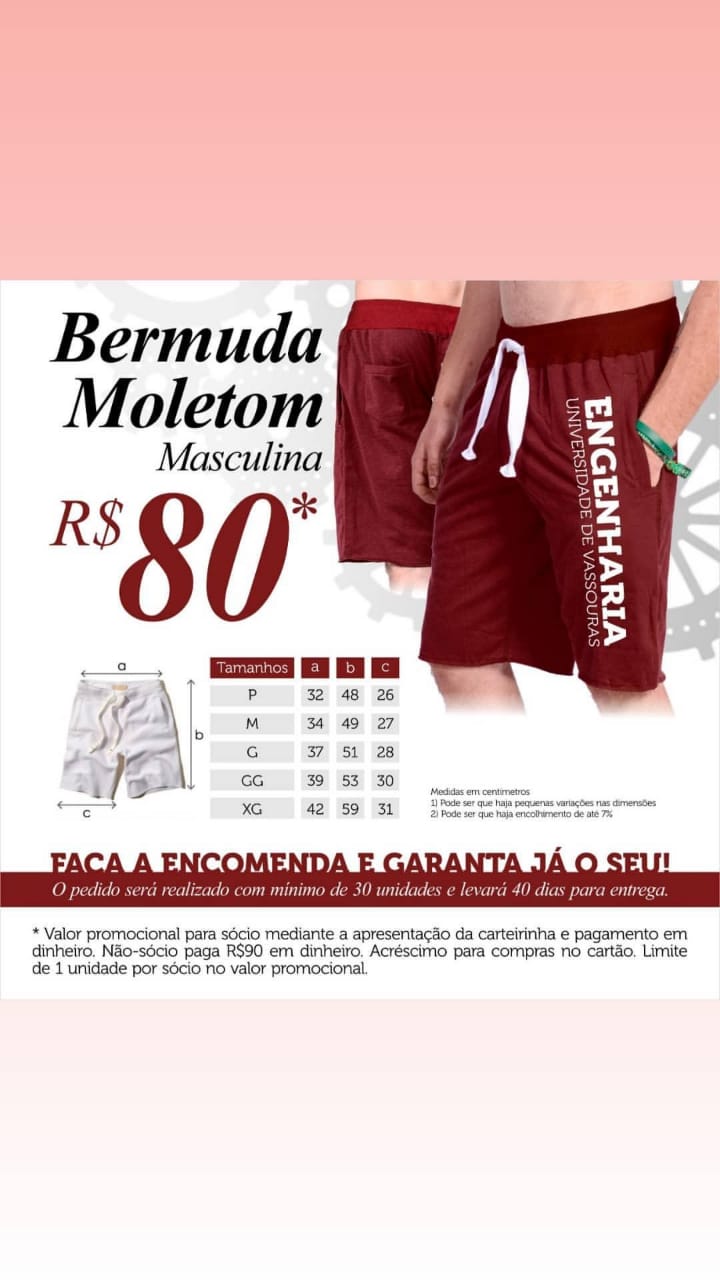 Bermuda
Moletom
Masculina
R$ 80*
ENGENHARIA
UNIVERSIDADE DE VASSOURAS
a
b
c
Tamanhos a b c
P 32 48 26
M 34 49 27
G 37 51 28
GG 39 53 30
XG 42 59 31
Medidas em centimetros
1) Pode ser que haja pequenas variações nas dimensões
2) Pode ser que haja encolhimento de até 7%
FAÇA A ENCOMENDA E GARANTA JÁ O SEU!
O pedido será realizado com mínimo de 30 unidades e levará 40 dias para entrega.
* Valor promocional para sócio mediante a apresentação da carteirinha e pagamento em
dinheiro. Não-sócio paga R$90 em dinheiro. Acréscimo para compras no cartão. Limite
de 1 unidade por sócio no valor promocional.